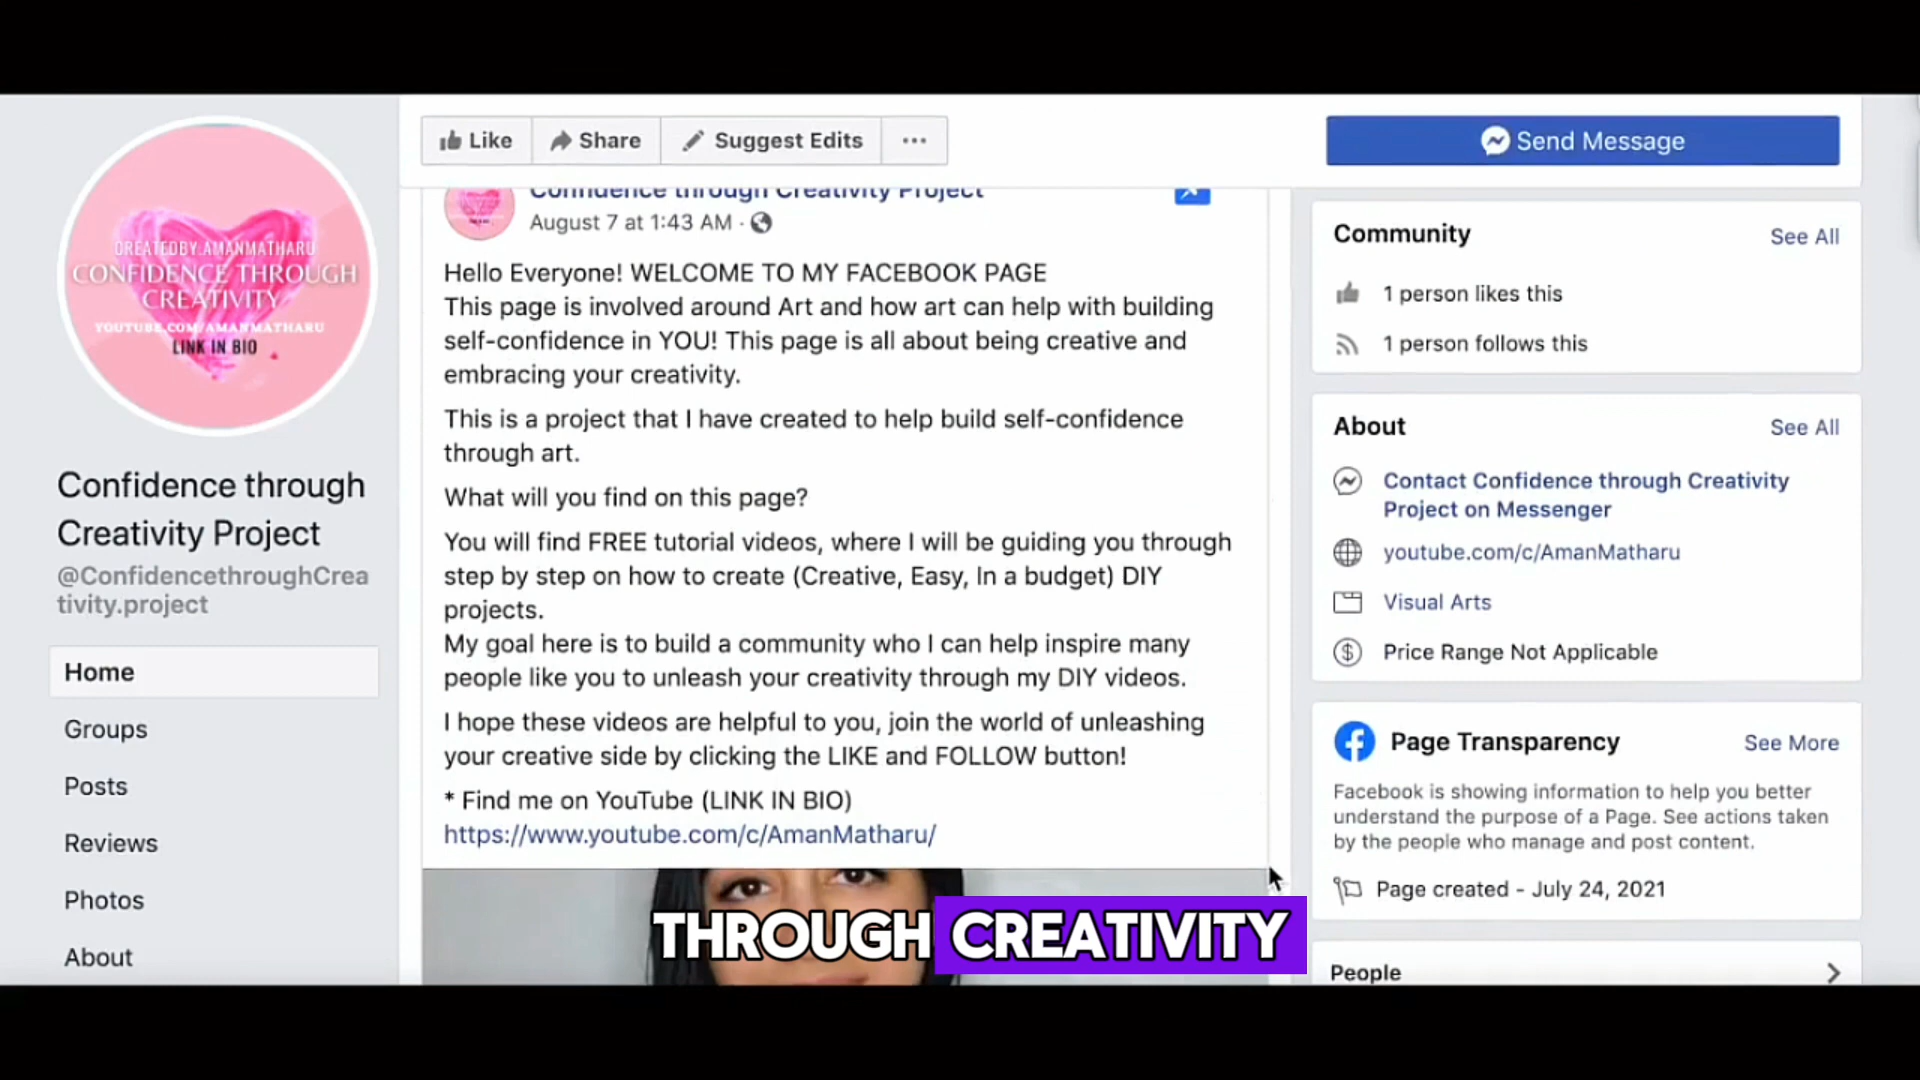 CREATEDBY.AMANMATHARU
CONFIDENCE THROUGH
CREATIVITY
YOUTUBE.COM/AMANMATHARU
LINK IN BIO
Confidence through
Creativity Project
@ConfidencethroughCrea
tivity.project
Home
Groups
Posts
Reviews
Photos
About
Like
Share
Suggest Edits
Send Message
Confidence through Creativity Project
August 7 at 1:43 AM ·
Hello Everyone! WELCOME TO MY FACEBOOK PAGE
This page is involved around Art and how art can help with building
self-confidence in YOU! This page is all about being creative and
embracing your creativity.
This is a project that I have created to help build self-confidence
through art.
What will you find on this page?
You will find FREE tutorial videos, where I will be guiding you through
step by step on how to create (Creative, Easy, In a budget) DIY
projects.
My goal here is to build a community who I can help inspire many
people like you to unleash your creativity through my DIY videos.
I hope these videos are helpful to you, join the world of unleashing
your creative side by clicking the LIKE and FOLLOW button!
* Find me on YouTube (LINK IN BIO)
https://www.youtube.com/c/AmanMatharu/
THROUGH CREATIVITY
Community
See All
1 person likes this
1 person follows this
About
See All
Contact Confidence through Creativity
Project on Messenger
youtube.com/c/AmanMatharu
Visual Arts
Price Range Not Applicable
Page Transparency
See More
Facebook is showing information to help you better
understand the purpose of a Page. See actions taken
by the people who manage and post content.
Page created - July 24, 2021
People